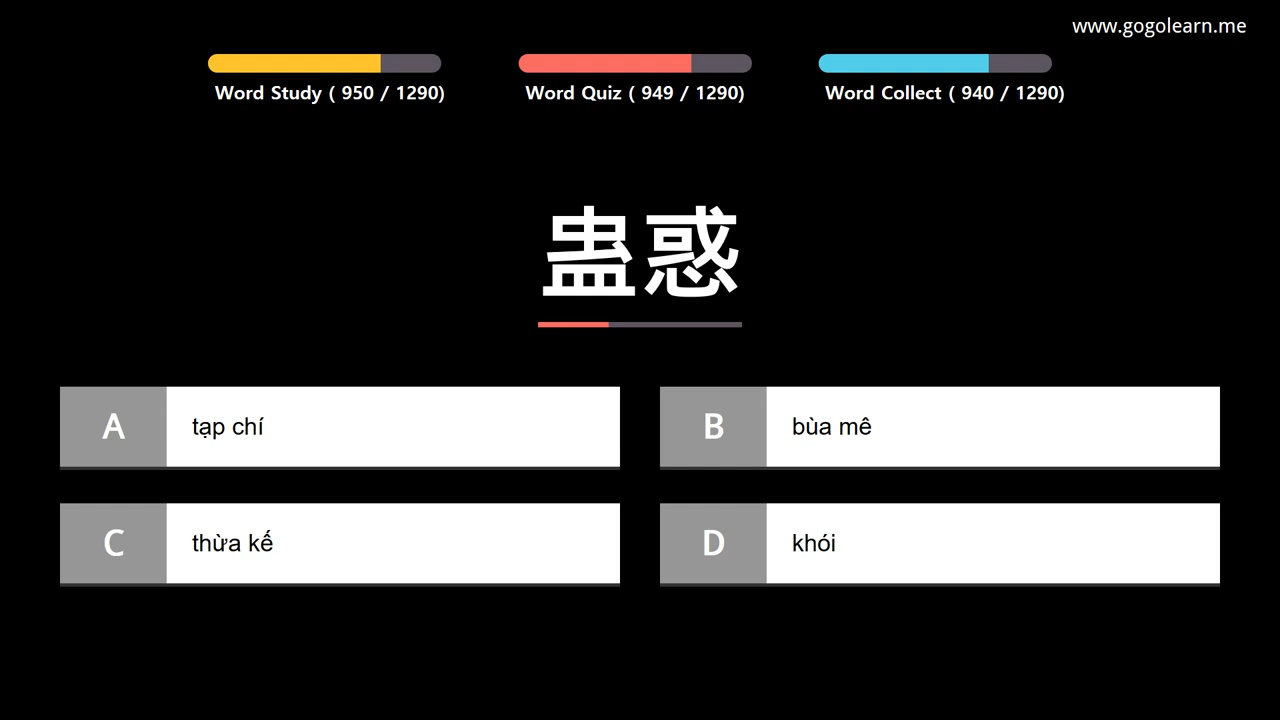 www.gogolearn.me
Word Study ( 950 / 1290)
Word Quiz ( 949 / 1290)
Word Collect ( 940 / 1290)
蛊惑
A tạp chí
B bùa mê
C thừa kế
D khói